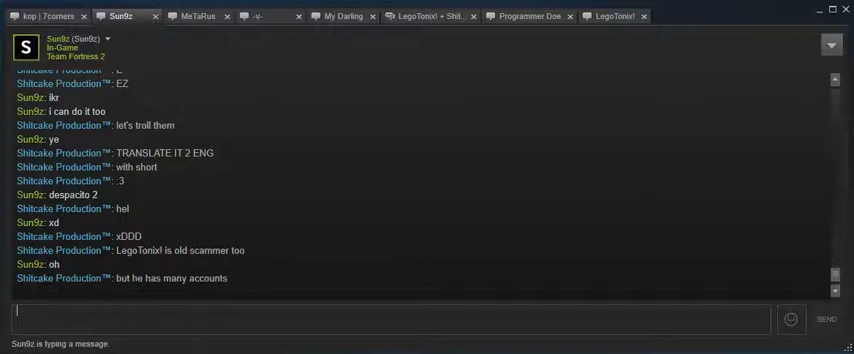 kop | 7comers
Sun9z
MeTaRus
-v-
My Darling
LegoTonix! + Shit...
Programmer Doe
LegoTonix!
S
Sun9z (Sun9z)
In-Game
Team Fortress 2
Shitcake Production™: E
Shitcake Production™: EZ
Sun9z: ikr
Sun9z: i can do it too
Shitcake Production™: let's troll them
Sun9z: ye
Shitcake Production™: TRANSLATE IT 2 ENG
Shitcake Production™: with short
Shitcake Production™: :3
Sun9z: despacito 2
Shitcake Production™: hel
Sun9z: xd
Shitcake Production™: xDDD
Shitcake Production™: LegoTonix! is old scammer too
Sun9z: oh
Shitcake Production™: but he has many accounts
SEND
Sun9z is typing a message.